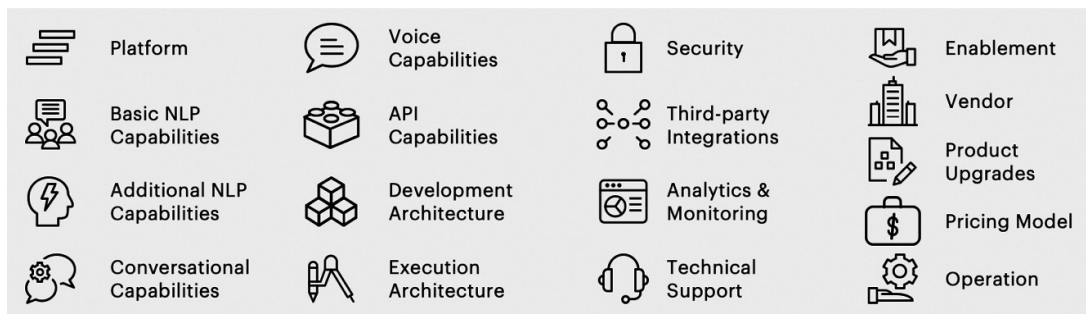 Platform
Basic NLP
Capabilities
Additional NLP
Capabilities
Conversational
Capabilities
Voice
Capabilities
API
Capabilities
Development
Architecture
Execution
Architecture
Security
Third-party
Integrations
Analytics &
Monitoring
Technical
Support
Enablement
Vendor
Product
Upgrades
$
Pricing Model
Operation